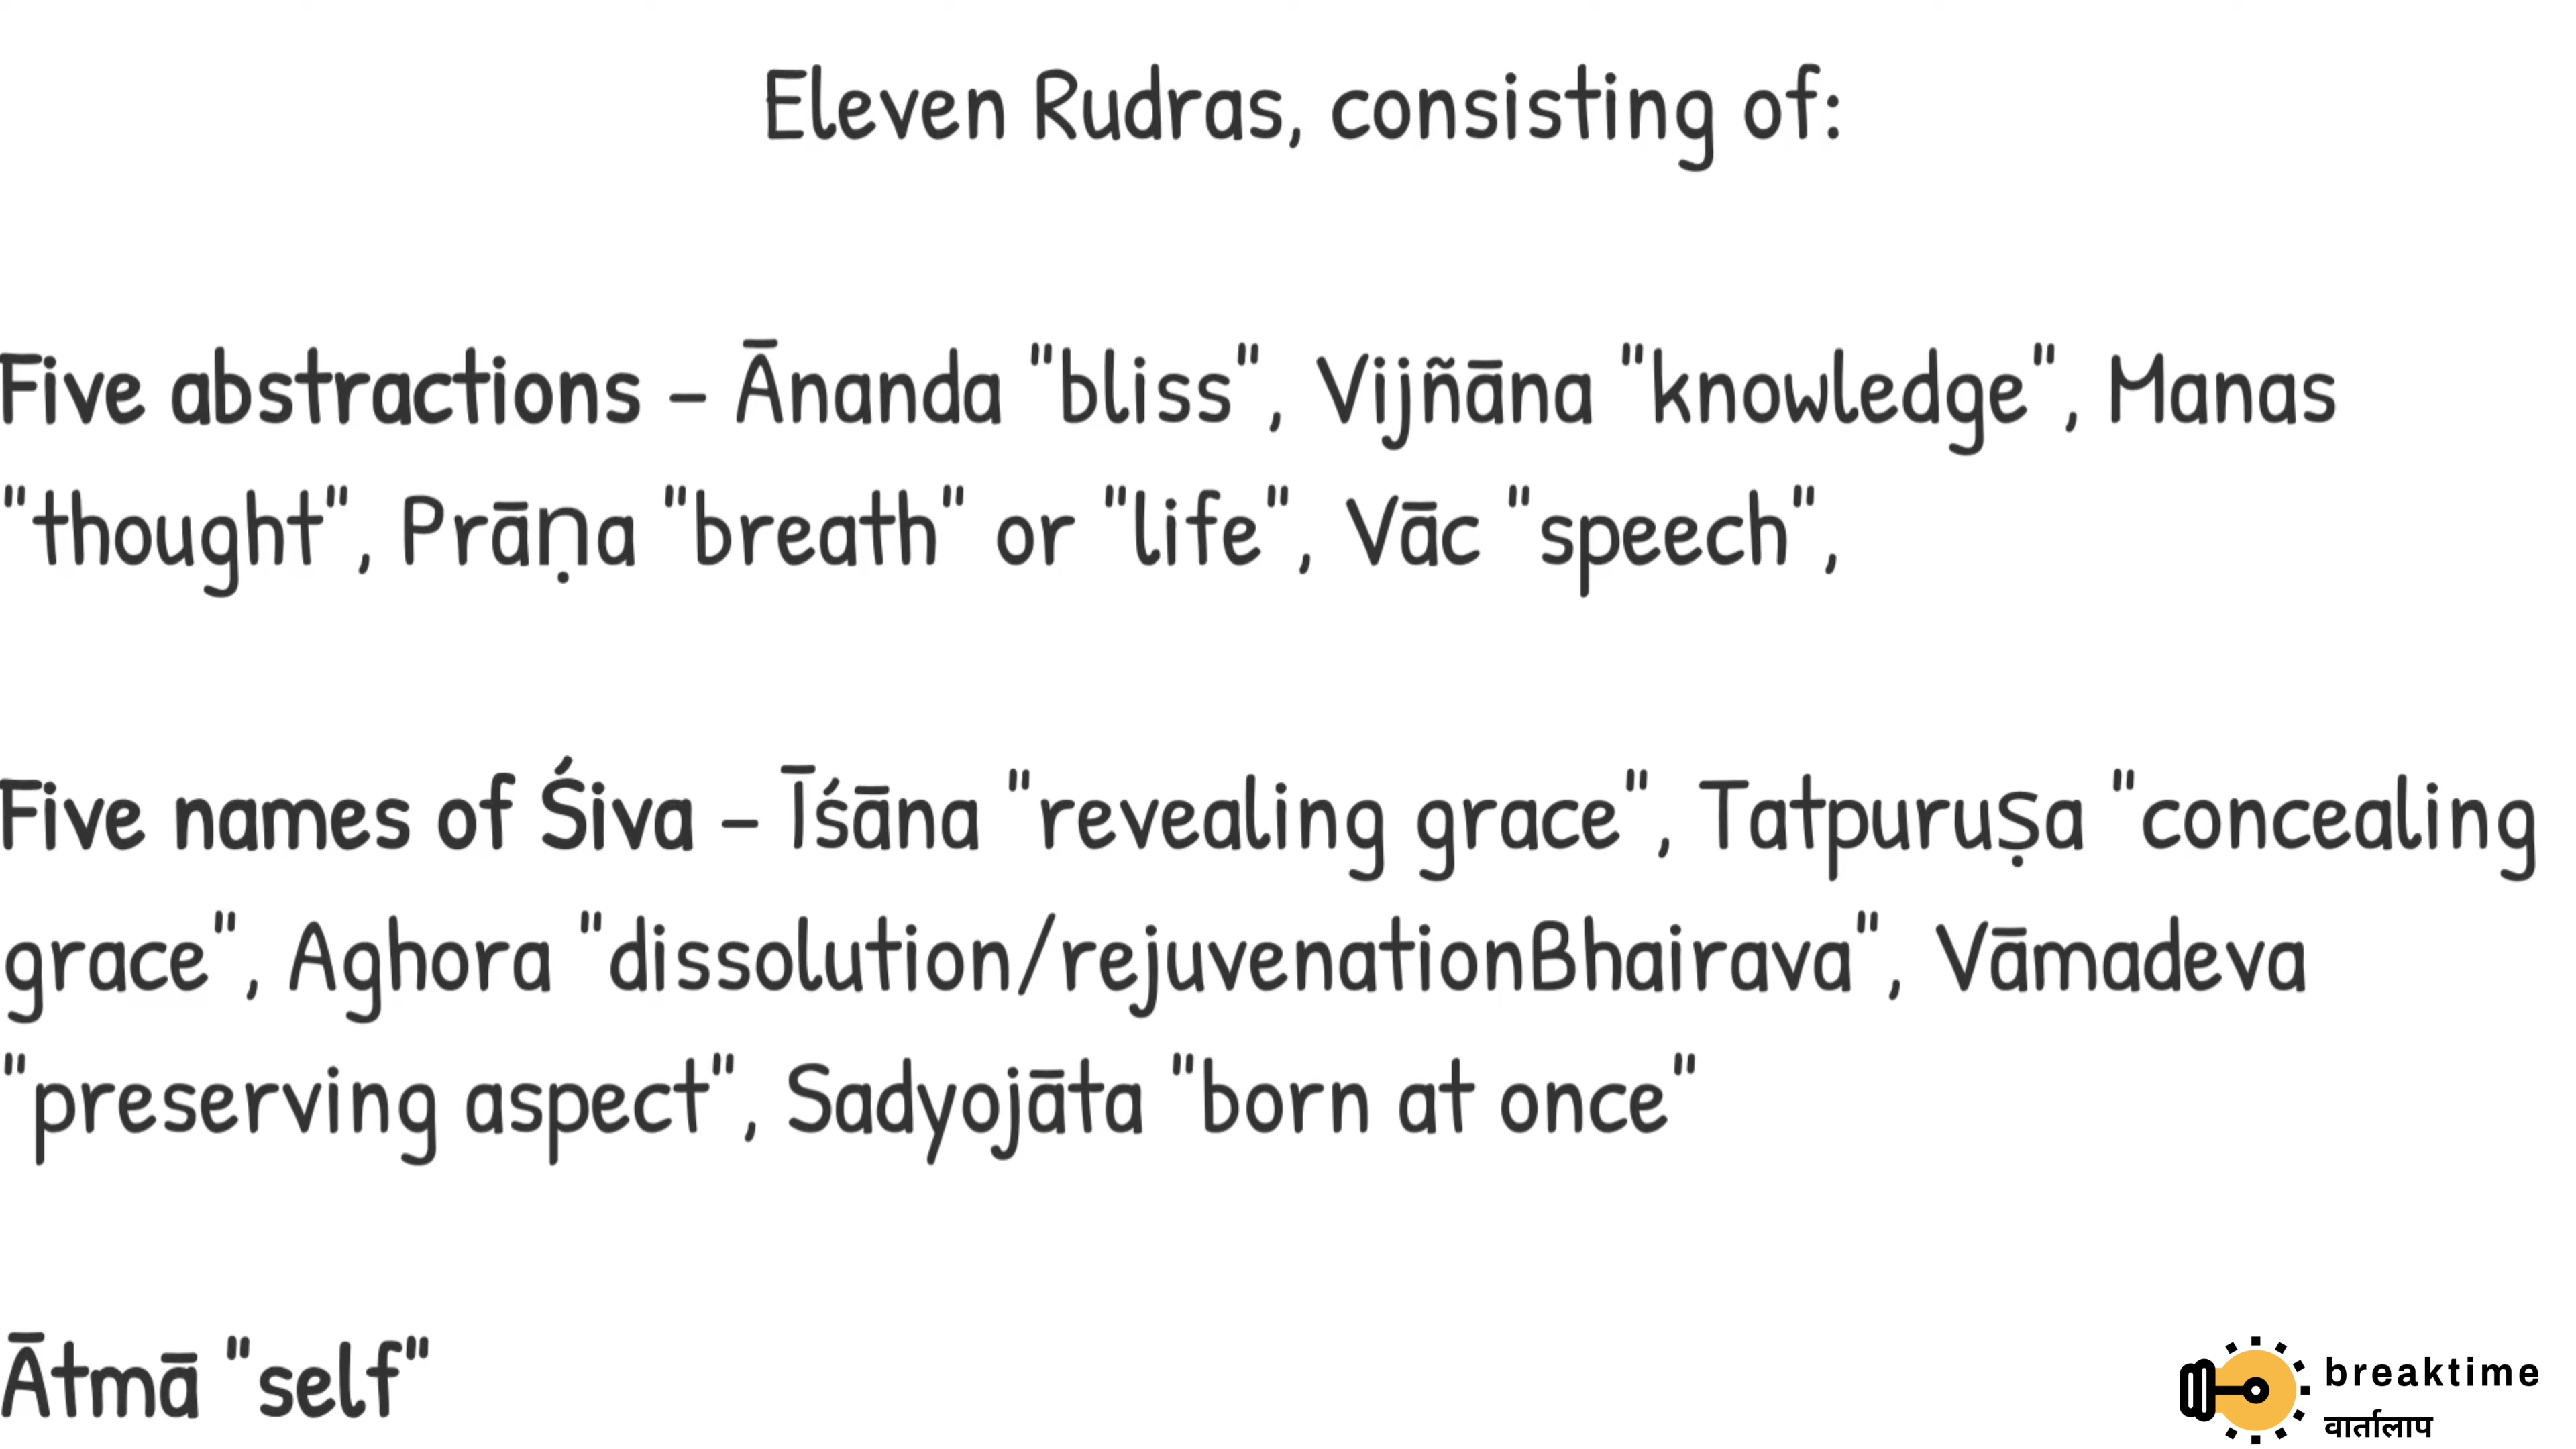 Eleven Rudras, consisting of:
Five abstractions – Ānanda "bliss", Vijñāna "knowledge", Manas
"thought", Prāṇa "breath" or "life", Vāc "speech",
Five names of Śiva – Īśāna "revealing grace", Tatpuruṣa "concealing
grace", Aghora "dissolution/rejuvenationBhairava", Vāmadeva
"preserving aspect", Sadyojāta "born at once"
Ātmā "self"
breaktime
वार्तालाप